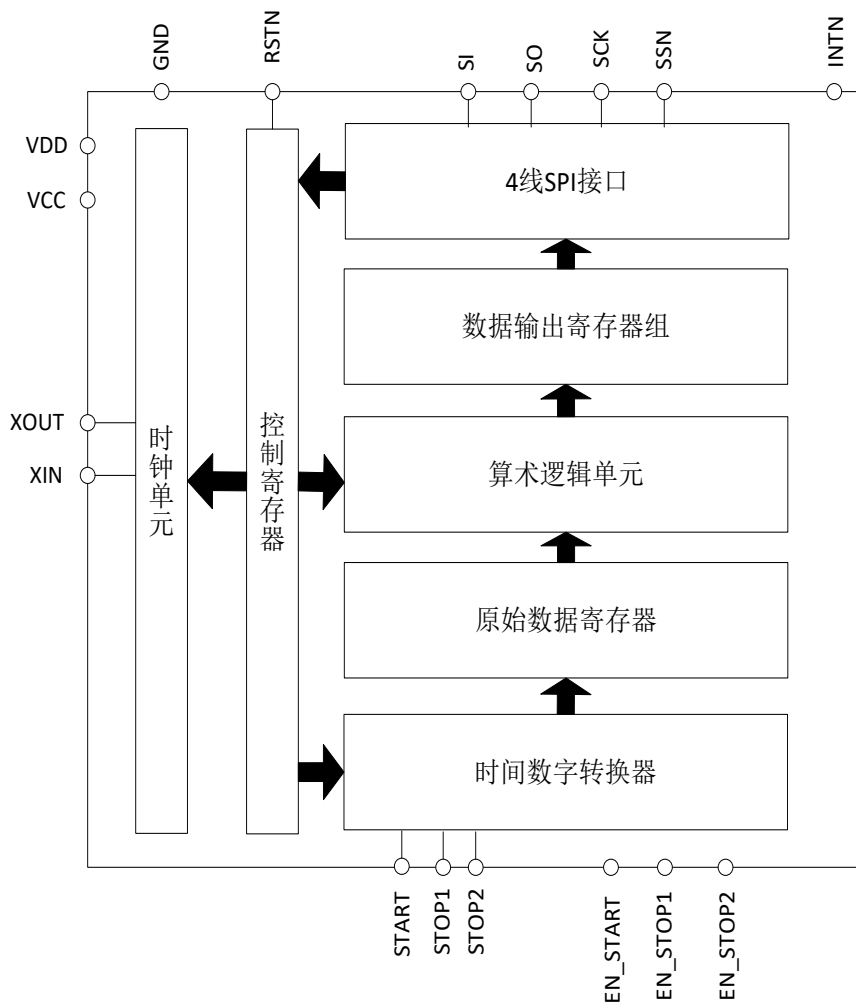 GND
RSTN
SI
SO
SCK
SSN
INTN
VDD
VCC
4线SPI接口
数据输出寄存器组
XOUT
XIN
时钟单元
控制寄存器
算术逻辑单元
原始数据寄存器
时间数字转换器
START
STOP1
STOP2
EN_START
EN_STOP1
EN_STOP2